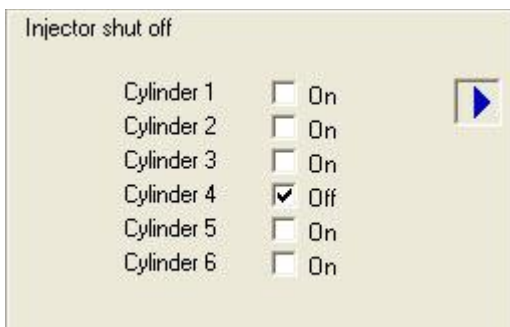 Injector shut off
Cylinder 1 On
Cylinder 2 On
Cylinder 3 On
Cylinder 4 Off
Cylinder 5 On
Cylinder 6 On